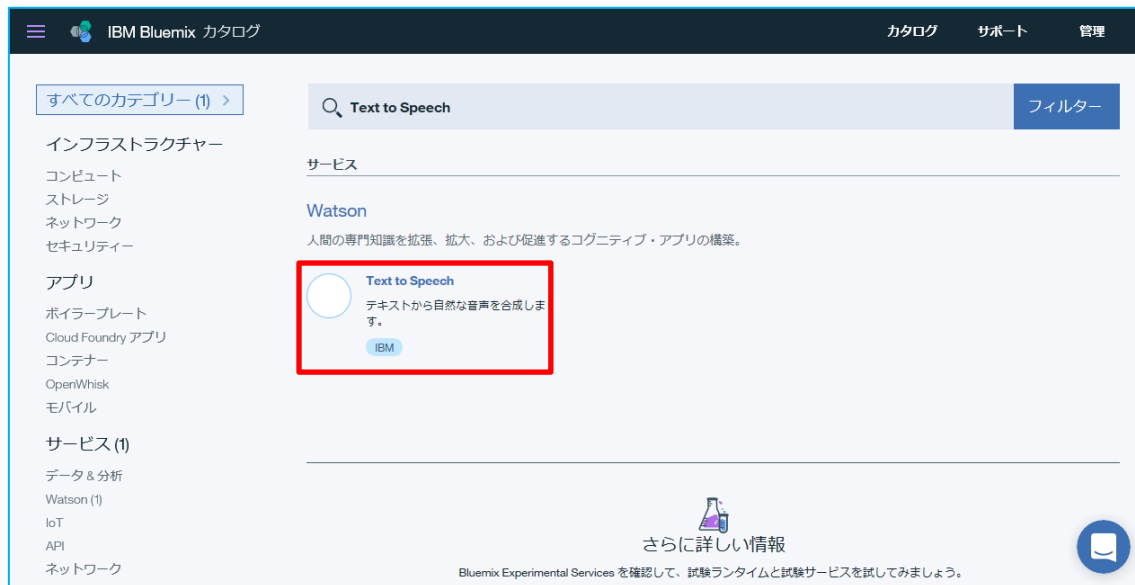 IBM Bluemix カタログ
カタログ
サポート
管理
すべてのカテゴリー (1) >
インフラストラクチャー
コンピュート
ストレージ
ネットワーク
セキュリティー
アプリ
ボイラープレート
Cloud Foundry アプリ
コンテナー
OpenWhisk
モバイル
サービス (1)
データ & 分析
Watson (1)
IoT
API
ネットワーク
Text to Speech
フィルター
サービス
Watson
人間の専門知識を拡張、拡大、および促進するコグニティブ・アプリの構築。
Text to Speech
テキストから自然な音声を合成しま
す。
IBM
さらに詳しい情報
Bluemix Experimental Services を確認して、試験ランタイムと試験サービスを試してみましょう。